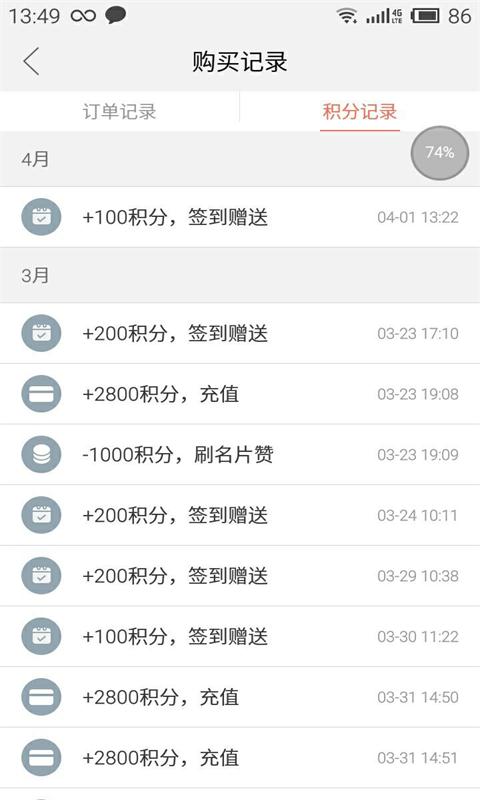 13:49 4G LTE 86
购买记录
订单记录 积分记录
74%
4月
+100积分，签到赠送 04-01 13:22
3月
+200积分，签到赠送 03-23 17:10
+2800积分，充值 03-23 19:08
-1000积分，刷名片赞 03-23 19:09
+200积分，签到赠送 03-24 10:11
+200积分，签到赠送 03-29 10:38
+100积分，签到赠送 03-30 11:22
+2800积分，充值 03-31 14:50
+2800积分，充值 03-31 14:51